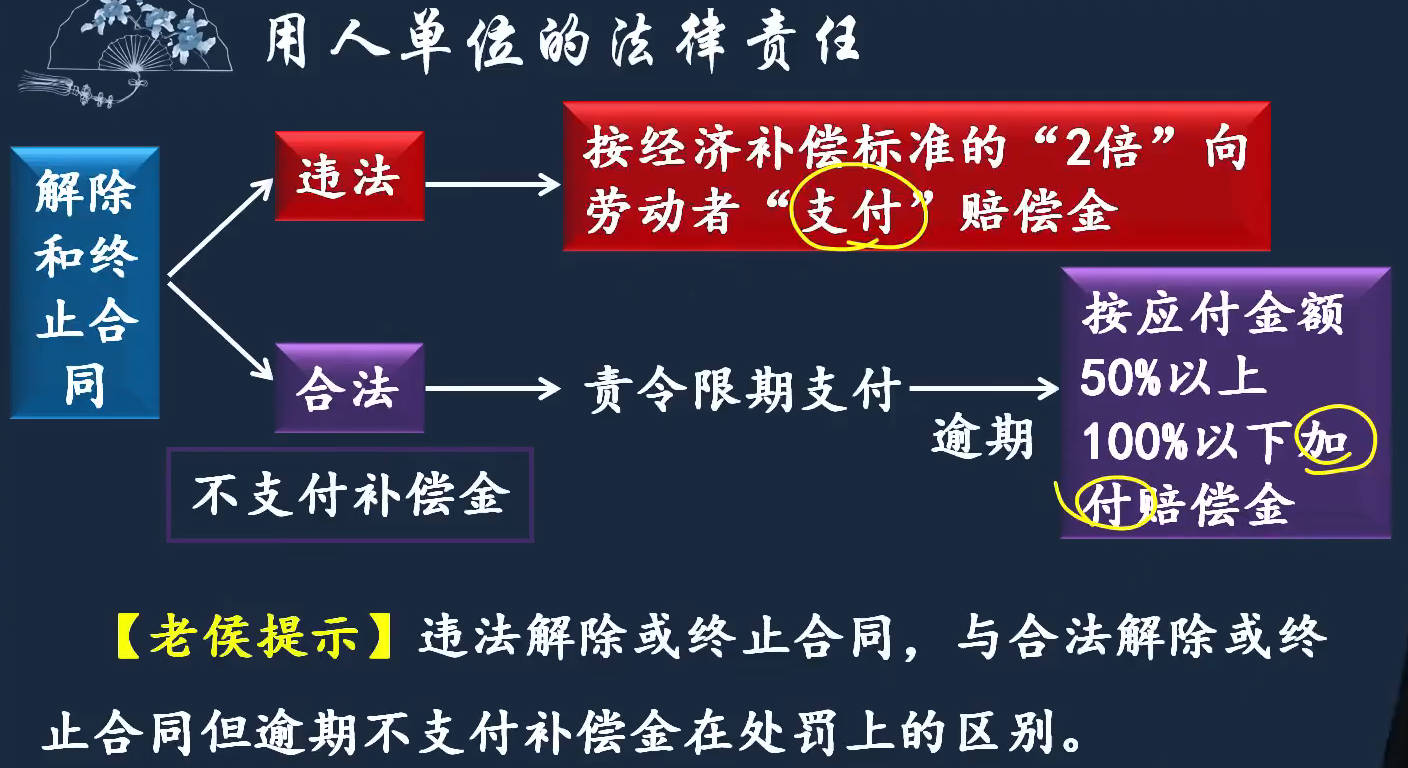 用人单位的法律责任
解除
和终
止合
同
违法
按经济补偿标准的“2倍”向
劳动者“支付”赔偿金
合法
不支付补偿金
责令限期支付
逾期
按应付金额
50%以上
100%以下加
付赔偿金
【老侯提示】违法解除或终止合同，与合法解除或终
止合同但逾期不支付补偿金在处罚上的区别。